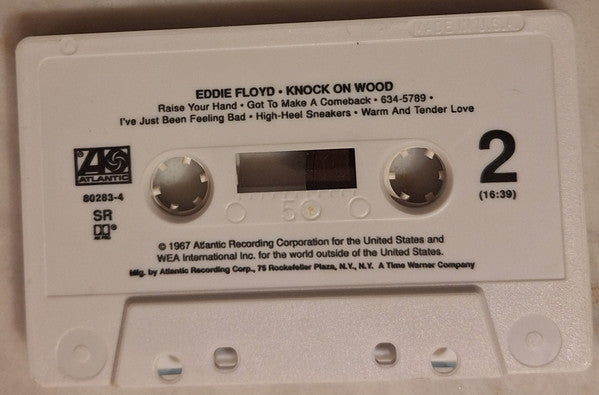 MADE IN U.S.A.
EDDIE FLOYD • KNOCK ON WOOD
Raise Your Hand • Got To Make A Comeback • 634-5789 •
I've Just Been Feeling Bad • High-Heel Sneakers • Warm And Tender Love
ATLANTIC
80283-4
SR
2
(16:39)
50
© 1967 Atlantic Recording Corporation for the United States and
WEA International Inc. for the world outside of the United States.
Mfg. by Atlantic Recording Corp., 75 Rockefeller Plaza, N.Y., N.Y. A Time Warner Company